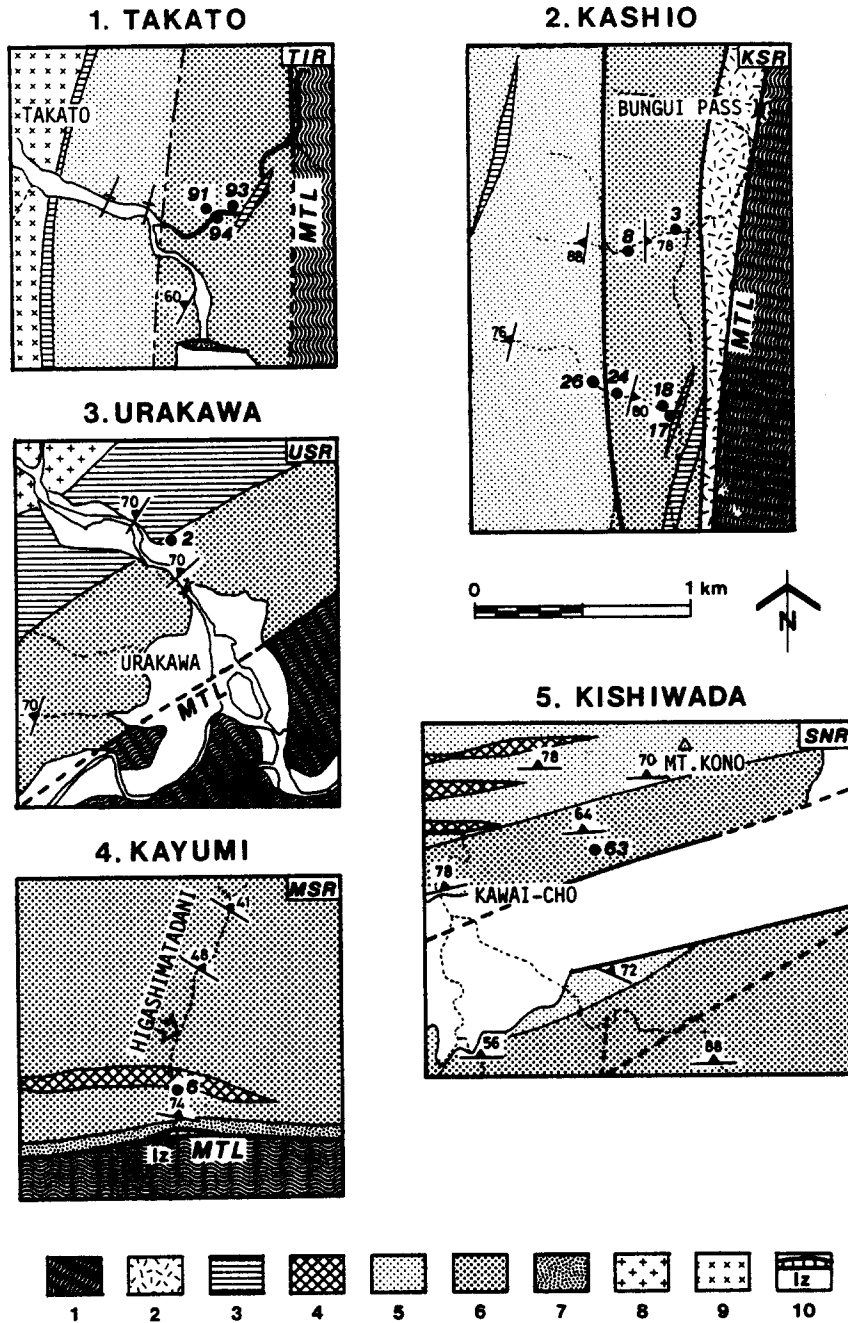 1. TAKATO
TIR
TAKATO
91
93
94
MTL
60
2. KASHIO
KSR
BUNGUI PASS
3
8
88
78
MTL
76
26
24
18
80
17
3. URAKAWA
USR
70
2
70
URAKAWA
70
MTL
0
1 km
N
4. KAYUMI
MSR
41
48
HIGASHIMATADANI
6
74
Iz
MTL
5. KISHIWADA
SNR
78
70
MT. KONO
64
63
78
KAWAI-CHO
72
56
68
Iz
1 2 3 4 5 6 7 8 9 10